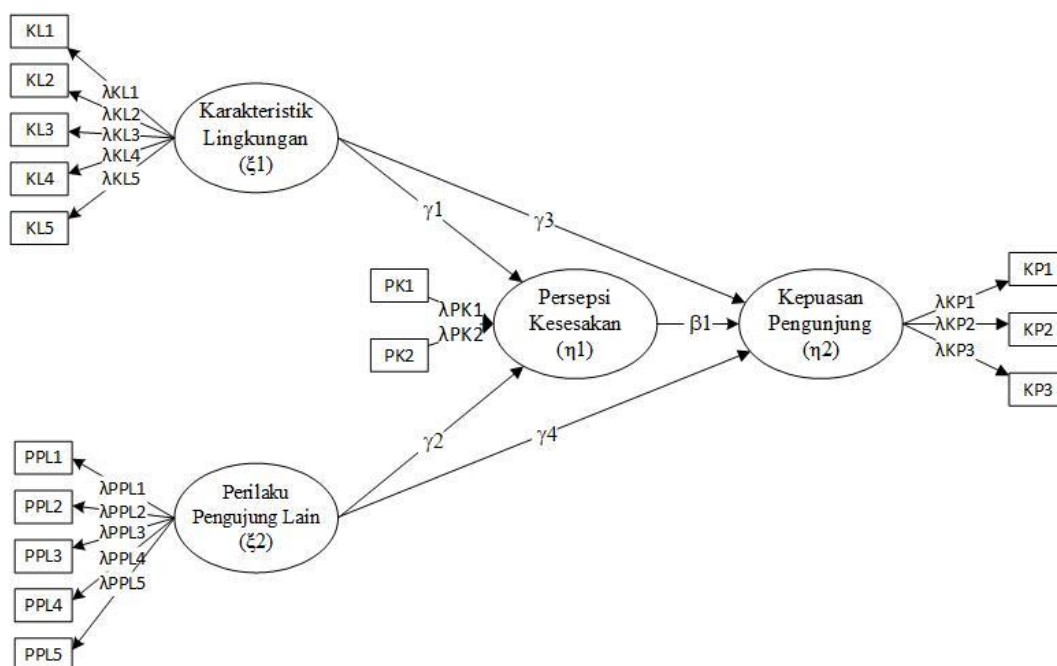 KL1
KL2
KL3
KL4
KL5
λKL1
λKL2
λKL3
λKL4
λKL5
Karakteristik
Lingkungan
(ξ1)
γ1
γ3
PK1
PK2
λPK1
λPK2
Persepsi
Kesesakan
(η1)
β1
Kepuasan
Pengunjung
(η2)
λKP1
λKP2
λKP3
KP1
KP2
KP3
γ2
γ4
PPL1
PPL2
PPL3
PPL4
PPL5
λPPL1
λPPL2
λPPL3
λPPL4
λPPL5
Perilaku
Pengujung Lain
(ξ2)